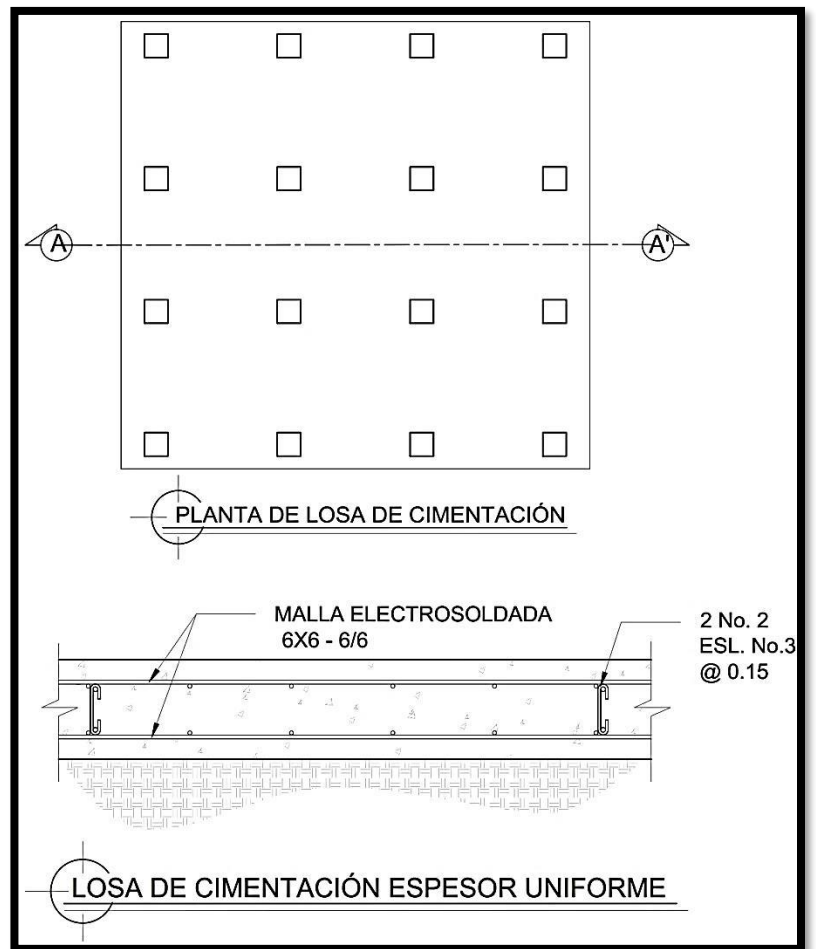 A
A'
PLANTA DE LOSA DE CIMENTACIÓN
MALLA ELECTROSOLDADA
6X6 - 6/6
2 No. 2
ESL. No.3
@ 0.15
LOSA DE CIMENTACIÓN ESPESOR UNIFORME